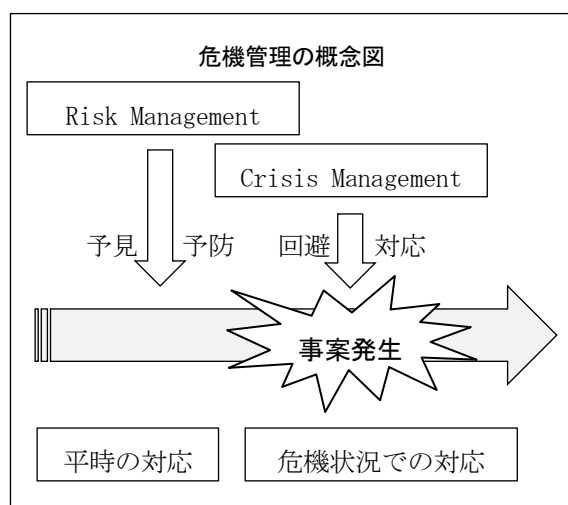 危機管理の概念図
Risk Management
Crisis Management
予見 予防
回避 対応
事案発生
平時の対応
危機状況での対応